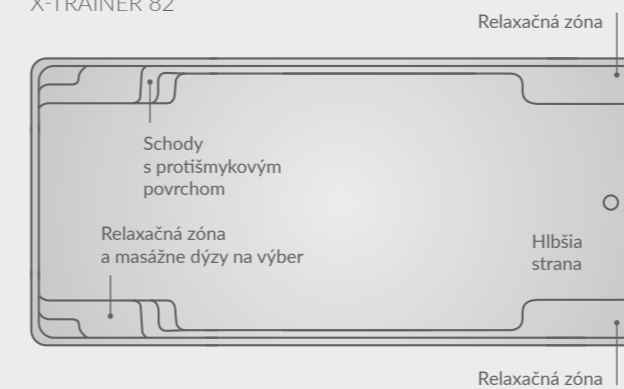 X-TRAINER 82
Relaxačná zóna
Schody
s protišmykovým
povrchom
Relaxačná zóna
a masážne dýzy na výber
Hlbšia
strana
Relaxačná zóna